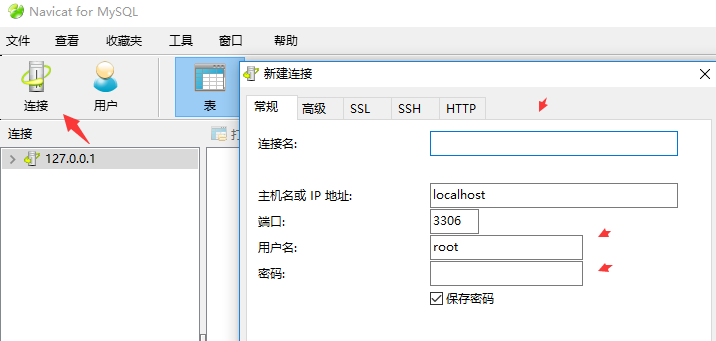 Navicat for MySQL
文件 查看 收藏夹 工具 窗口 帮助
连接 用户 表
新建连接
常规 高级 SSL SSH HTTP
连接
127.0.0.1
连接名:
主机名或 IP 地址: localhost
端口: 3306
用户名: root
密码:
保存密码